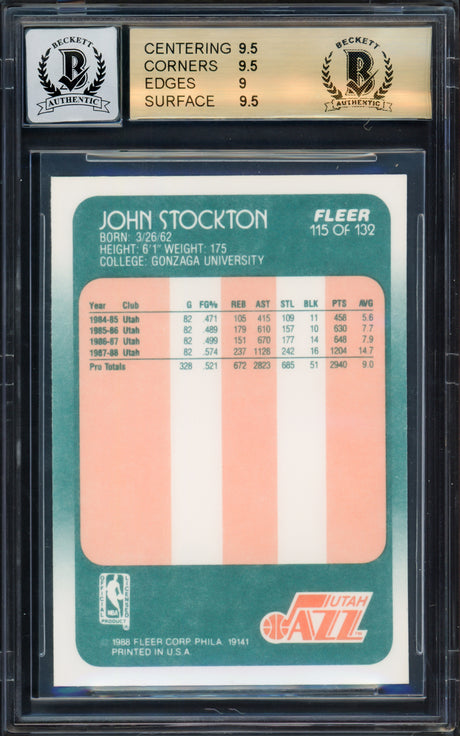 BECKETT
B
AUTHENTIC
CENTERING 9.5
CORNERS 9.5
EDGES 9
SURFACE 9.5
BECKETT
B
AUTHENTIC
JOHN STOCKTON
BORN: 3/26/62
HEIGHT: 6'1" WEIGHT: 175
COLLEGE: GONZAGA UNIVERSITY
FLEER
115 OF 132
Year Club G FG% REB AST STL BLK PTS AVG
1984-85 Utah 82 .471 105 415 109 11 458 5.6
1985-86 Utah 82 .489 179 610 157 10 630 7.7
1986-87 Utah 82 .499 151 670 177 14 648 7.9
1987-88 Utah 82 .574 237 1128 242 16 1204 14.7
Pro Totals 328 .521 672 2823 685 51 2940 9.0
OFFICIAL LICENSED
NBA
PRODUCT
UTAH
JAZZ
TM
© 1988 FLEER CORP. PHILA. 19141
PRINTED IN U.S.A.